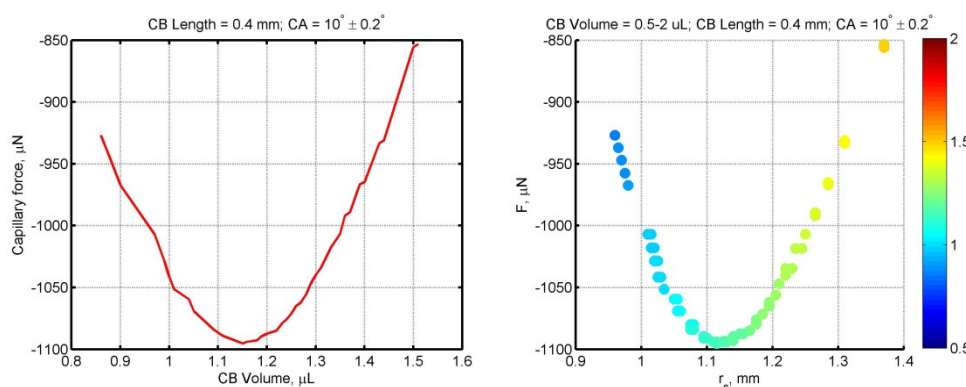 CB Length = 0.4 mm; CA = 10° ± 0.2°
-850
-900
-950
-1000
-1050
-1100
Capillary force, μN
0.8 0.9 1 1.1 1.2 1.3 1.4 1.5 1.6
CB Volume, μL
CB Volume = 0.5-2 uL; CB Length = 0.4 mm; CA = 10° ± 0.2°
-850
-900
-950
-1000
-1050
-1100
F, μN
0.9 1 1.1 1.2 1.3 1.4
, mm
2
1.5
1
0.5